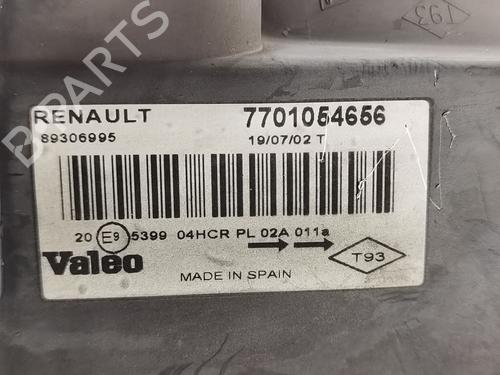 T93
B-PARTS
RENAULT 7701054656
89306995 19/07/02 T
20 E9 5399 04HCR PL 02A 011a
Valeo
MADE IN SPAIN
T93